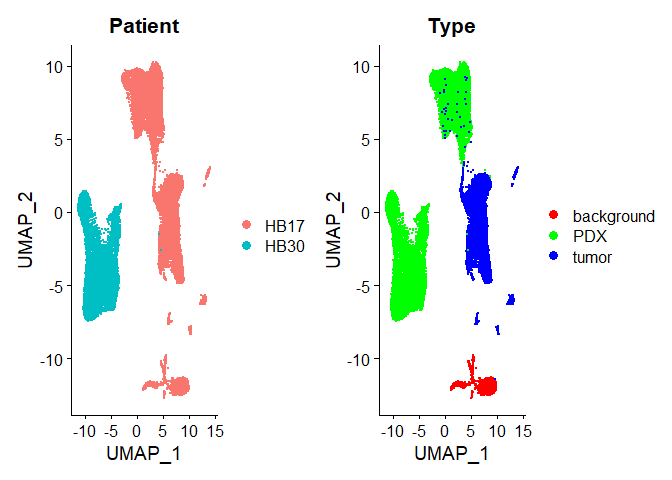 Patient
Type
10
5
0
-5
-10
UMAP_2
-10 -5 0 5 10 15
UMAP_1
HB17
HB30
10
5
0
-5
-10
UMAP_2
-10 -5 0 5 10 15
UMAP_1
background
PDX
tumor